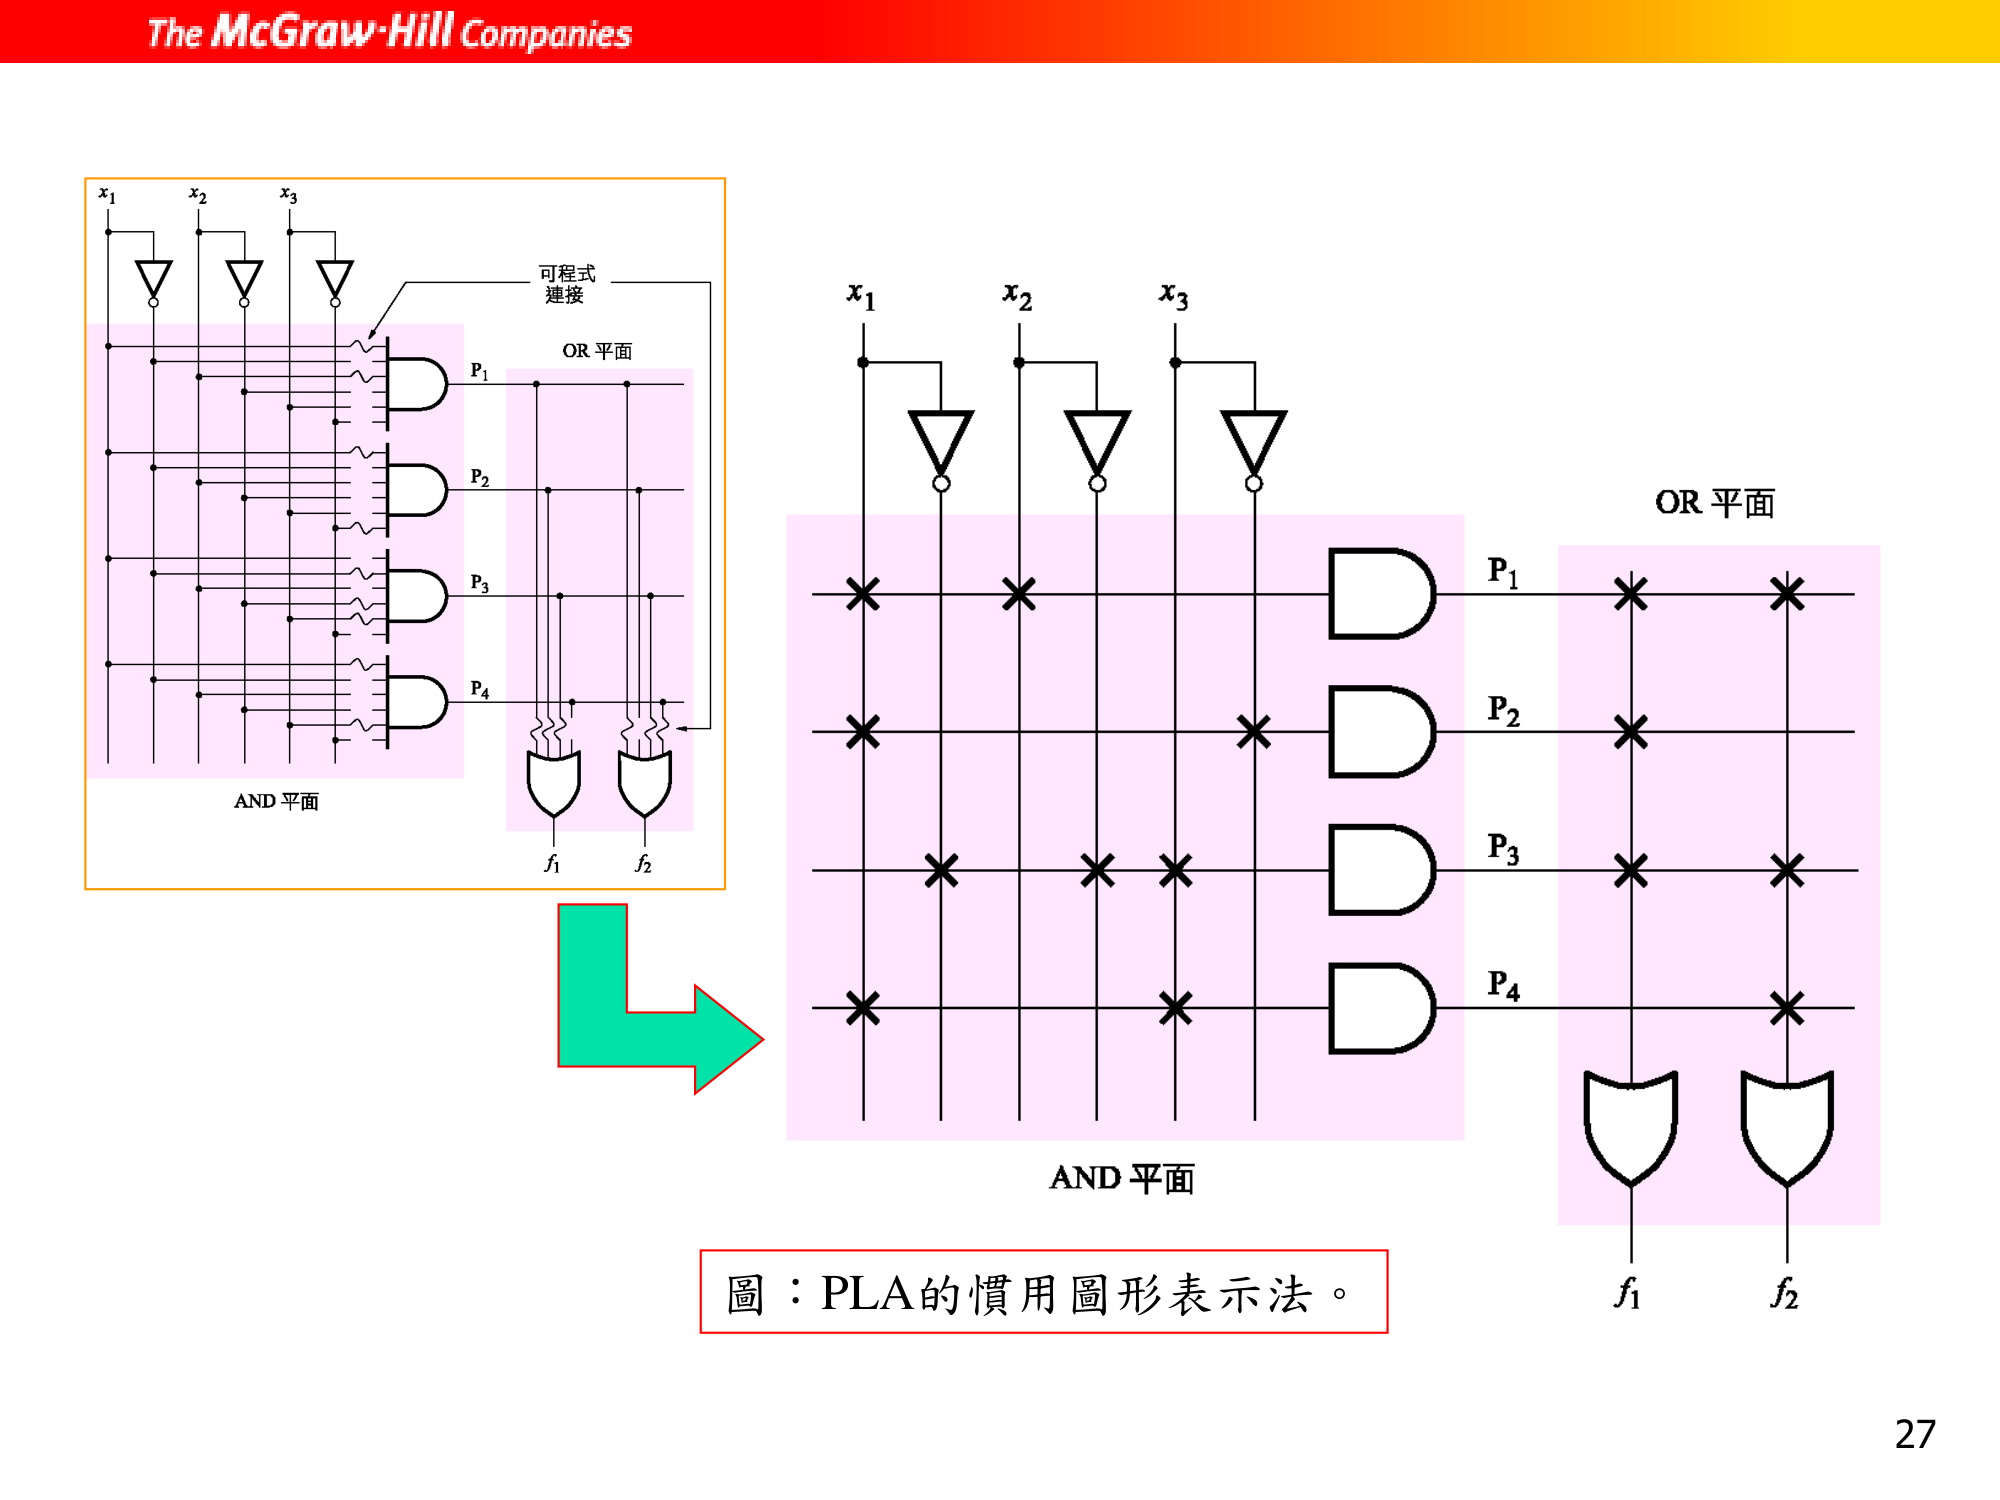 The McGraw·Hill Companies
x1 x2 x3
可程式
連接
OR 平面
P1
P2
P3
P4
AND 平面
f1 f2
x1 x2 x3
OR 平面
P1
P2
P3
P4
AND 平面
f1 f2
圖：PLA的慣用圖形表示法。
27